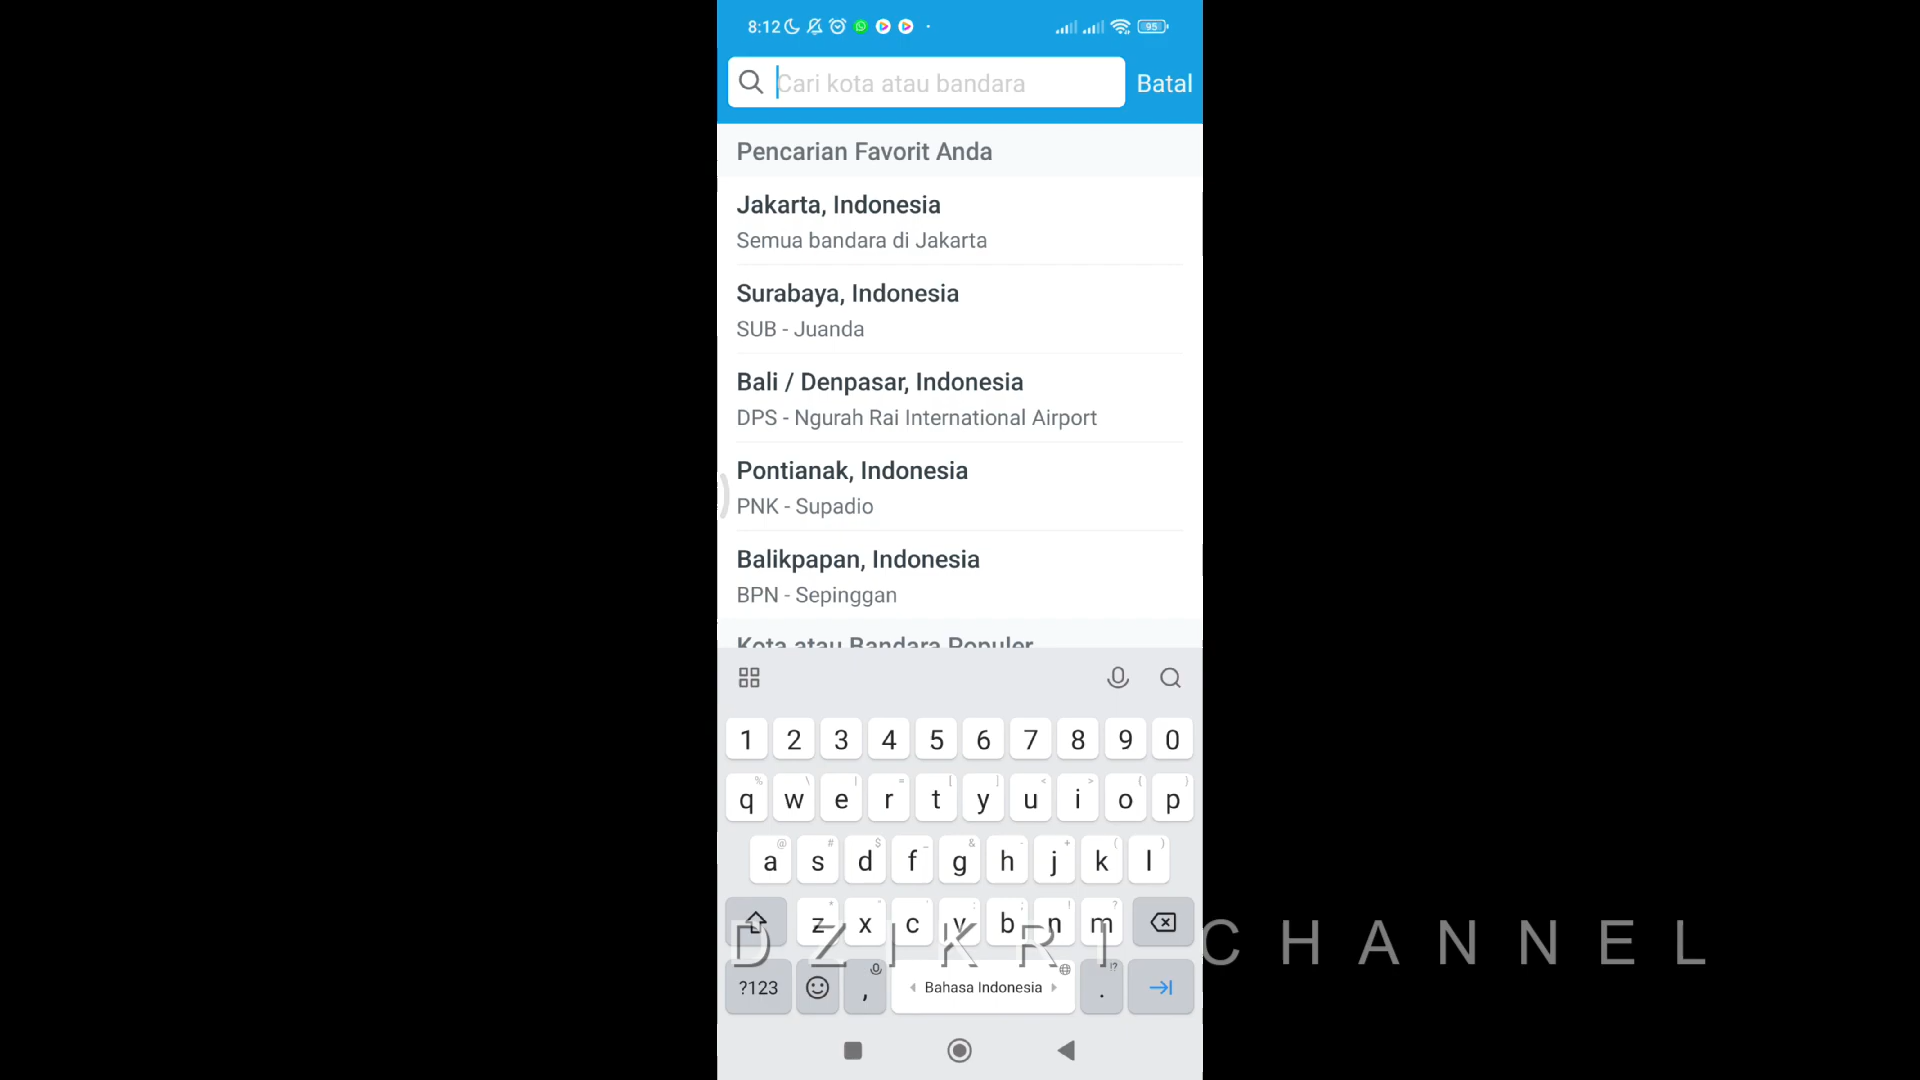 8:12
95
Cari kota atau bandara
Batal
Pencarian Favorit Anda
Jakarta, Indonesia
Semua bandara di Jakarta
Surabaya, Indonesia
SUB - Juanda
Bali / Denpasar, Indonesia
DPS - Ngurah Rai International Airport
Pontianak, Indonesia
PNK - Supadio
Balikpapan, Indonesia
BPN - Sepinggan
Kota atau Bandara Populer
1 2 3 4 5 6 7 8 9 0
q w e r t y u i o p
a s d f g h j k l
z x c v b n m
DZIKRI CHANNEL
?123 , Bahasa Indonesia .